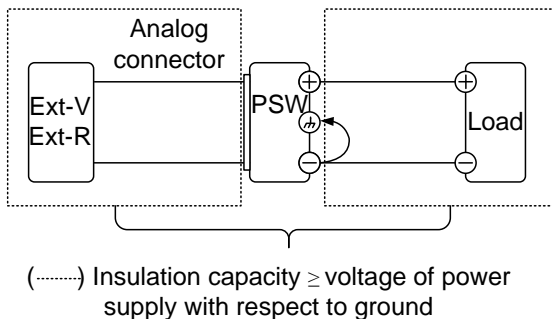 Analog
connector
Ext-V
Ext-R
PSW
+
+
Load
−
−
(--------) Insulation capacity ≥ voltage of power
supply with respect to ground